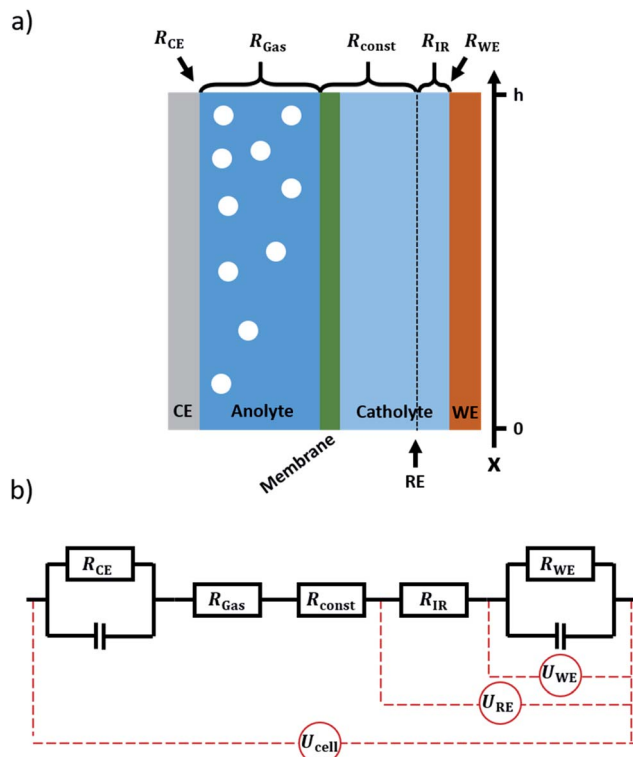 a)
R_CE R_Gas R_const R_IR R_WE
h
CE Anolyte Catholyte WE 0
Membrane
RE
X
b)
R_CE R_WE
R_Gas R_const R_IR
U_WE
U_RE
U_cell